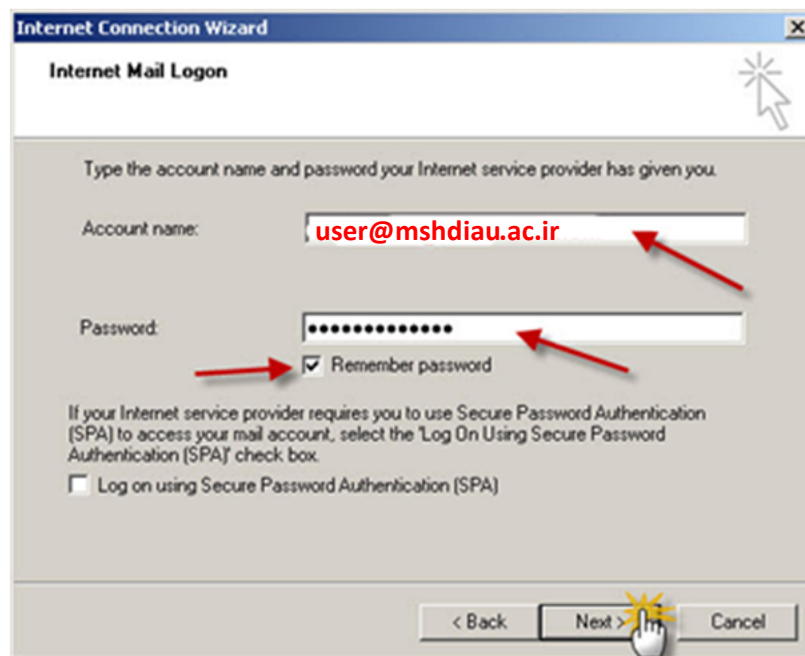 Internet Connection Wizard
Internet Mail Logon
Type the account name and password your Internet service provider has given you.
Account name:
user@mshdiau.ac.ir
Password:
•••••••••••••
Remember password
If your Internet service provider requires you to use Secure Password Authentication
(SPA) to access your mail account, select the 'Log On Using Secure Password
Authentication (SPA)' check box.
Log on using Secure Password Authentication (SPA)
< Back
Next >
Cancel